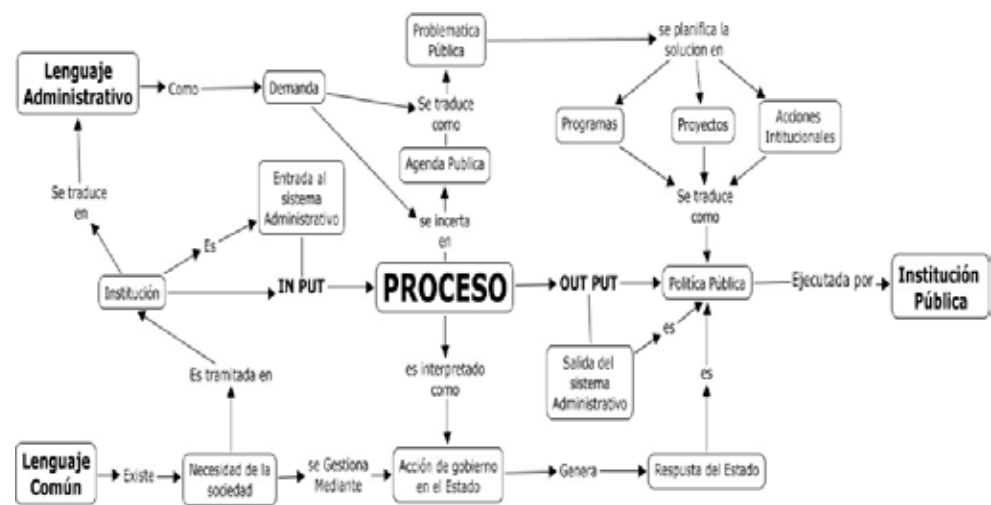 Problematica
Pública
se planifica la
solucion en
Lenguaje
Administrativo
Como
Demanda
Se traduce
como
Programas
Proyectos
Acciones
Intitucionales
Agenda Publica
Entrada al
sistema
Administrativo
Se traduce
en
Es
se incerta
en
Se traduce
como
Institución
IN PUT
PROCESO
OUT PUT
Política Pública
Ejecutada por
Institución
Pública
es
Salida del
sistema
Administrativo
Es tramitada en
es interpretado
como
es
Lenguaje
Común
Existe
Necesidad de la
sociedad
se Gestiona
Mediante
Acción de gobierno
en el Estado
Genera
Respusta del Estado